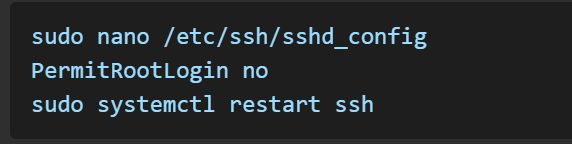 sudo nano /etc/ssh/sshd_config
PermitRootLogin no
sudo systemctl restart ssh